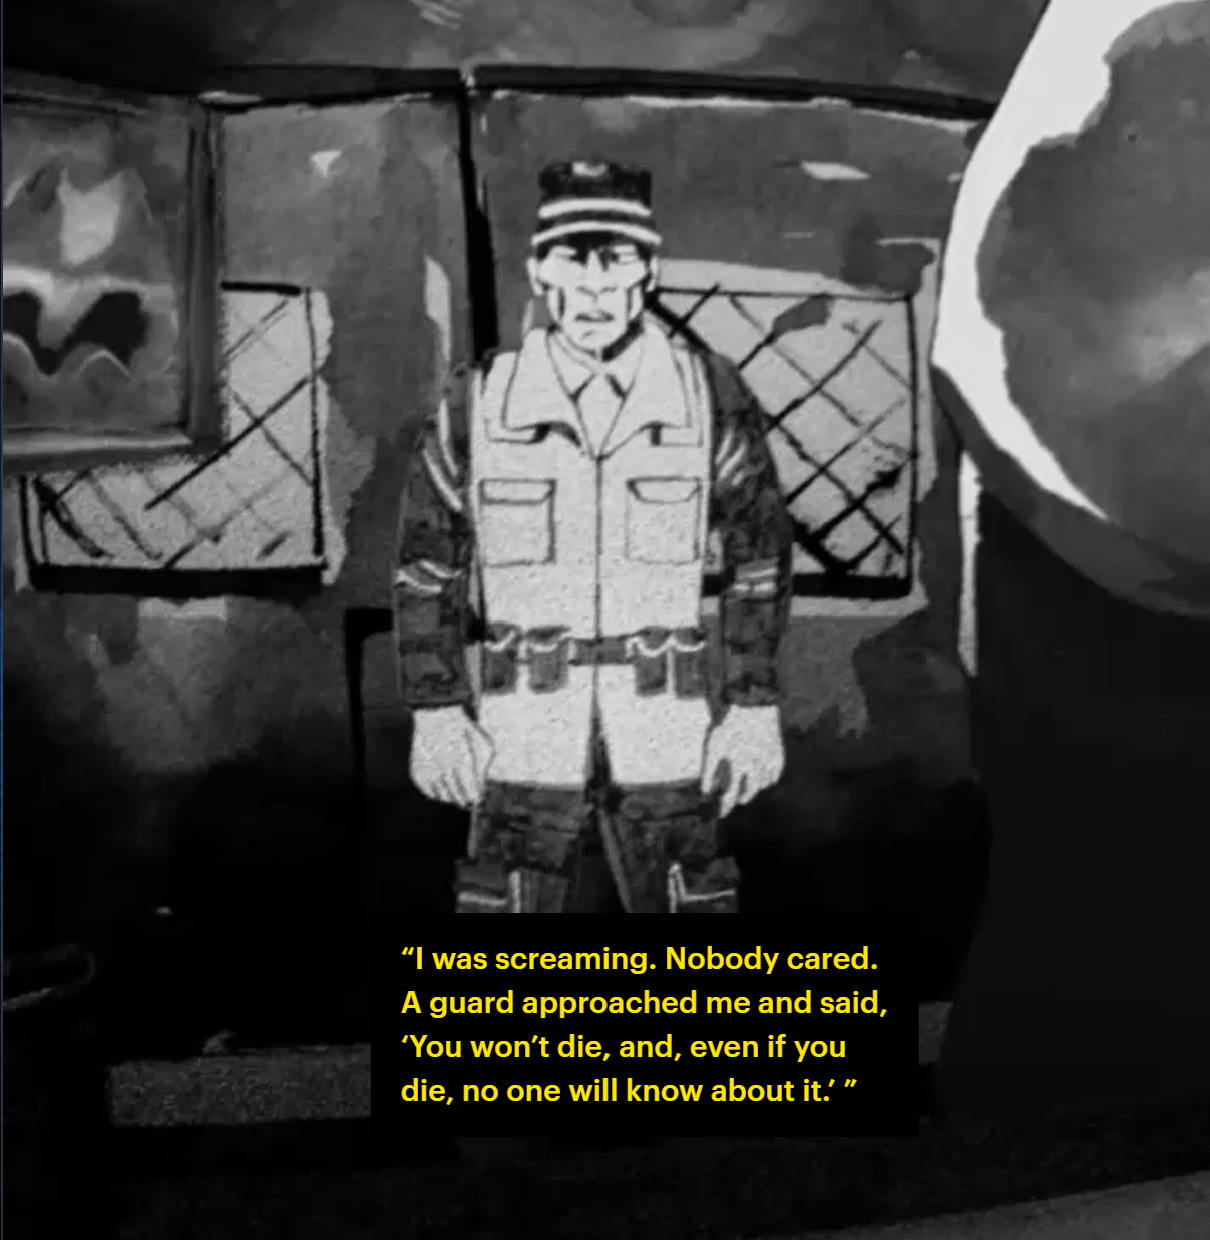 “I was screaming. Nobody cared.
A guard approached me and said,
‘You won’t die, and, even if you
die, no one will know about it.’ ”